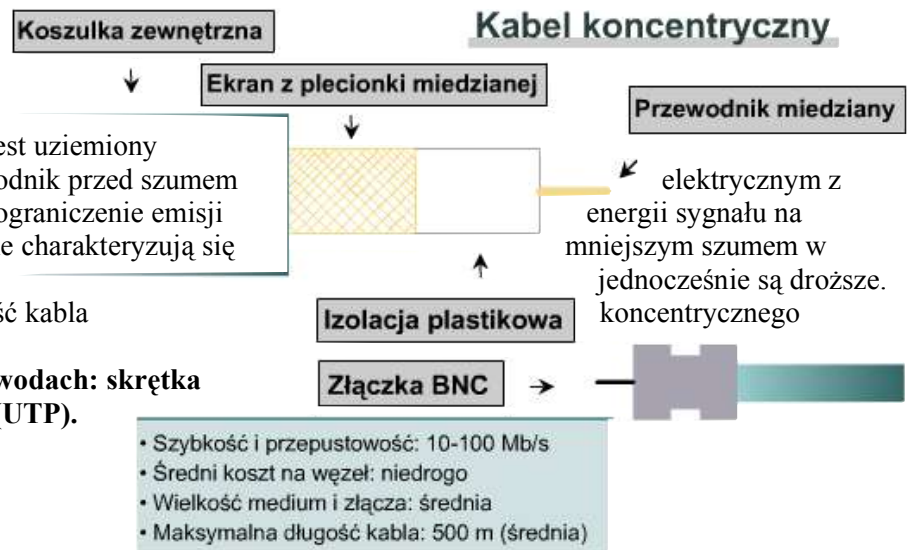 Kabel koncentryczny
Koszulka zewnętrzna
Ekran z plecionki miedzianej
Przewodnik miedziany
est uziemiony
odnik przed szumem elektrycznym z
ograniczenie emisji energii sygnału na
e charakteryzują się mniejszym szumem w
jednocześnie są droższe.
ść kabla koncentrycznego
Izolacja plastikowa
wodach: skrętka
(UTP).
Złączka BNC
• Szybkość i przepustowość: 10-100 Mb/s
• Średni koszt na węzeł: niedrogo
• Wielkość medium i złącza: średnia
• Maksymalna długość kabla: 500 m (średnia)